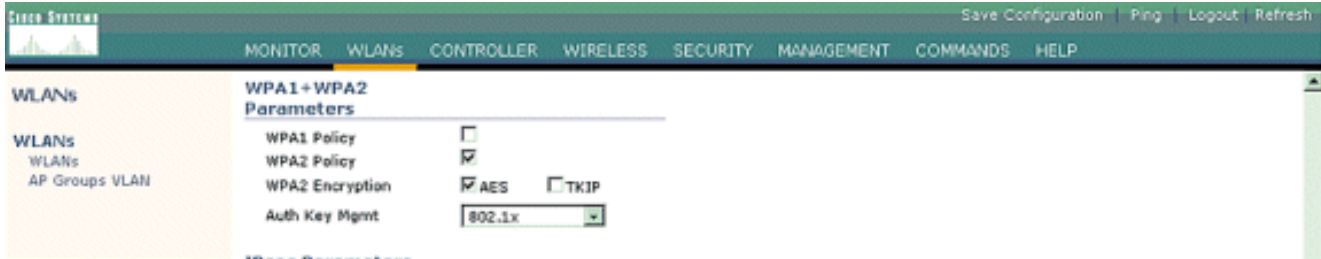 CISCO SYSTEMS
Save Configuration | Ping | Logout | Refresh
MONITOR WLANs CONTROLLER WIRELESS SECURITY MANAGEMENT COMMANDS HELP
WLANs
WLANs
WLANs
AP Groups VLAN
WPA1+WPA2
Parameters
WPA1 Policy
WPA2 Policy
WPA2 Encryption AES TKIP
Auth Key Mgmt 802.1x